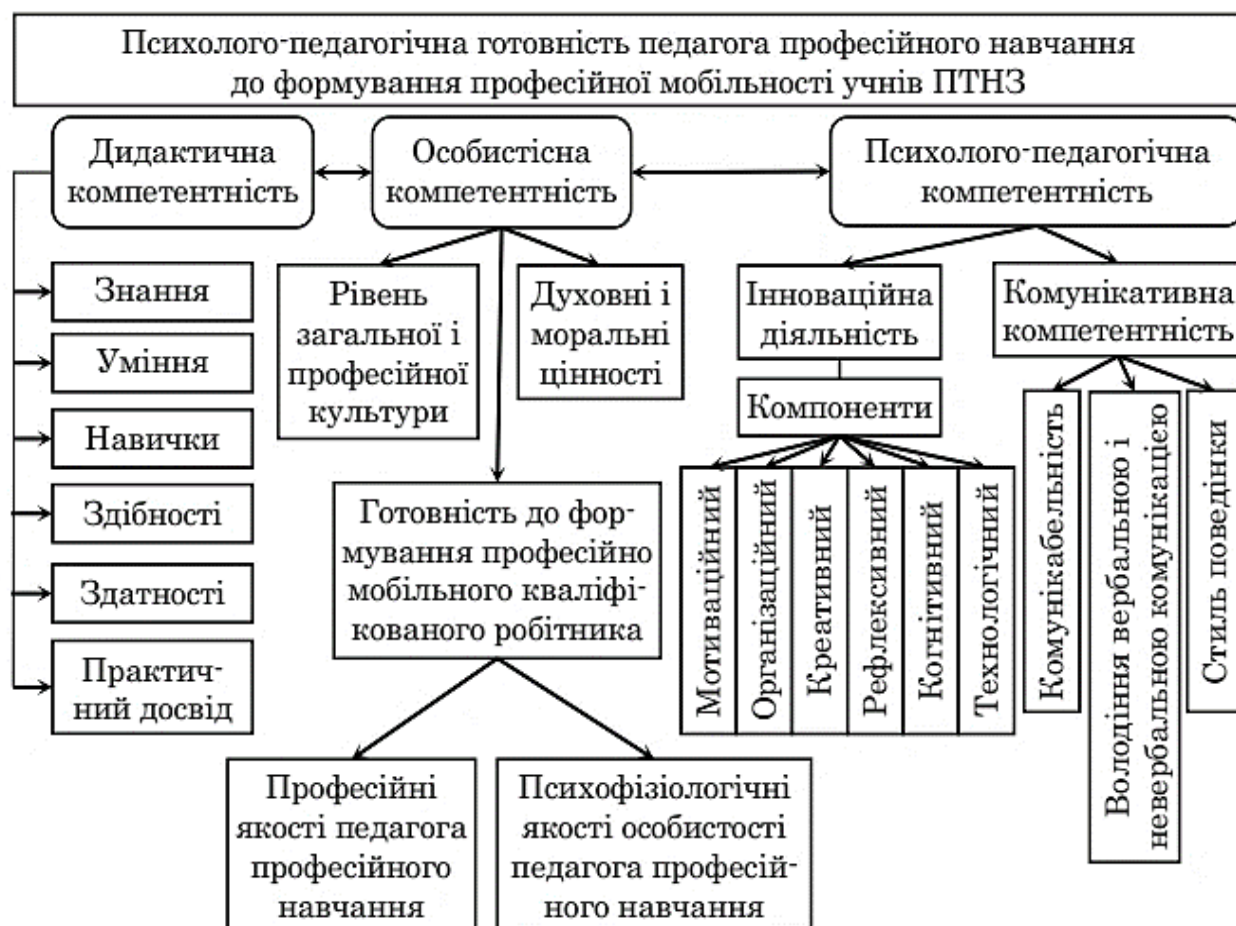 Психолого-педагогічна готовність педагога професійного навчання
до формування професійної мобільності учнів ПТНЗ
Дидактична
компетентність
Особистісна
компетентність
Психолого-педагогічна
компетентність
Знання
Уміння
Навички
Здібності
Здатності
Практич-
ний досвід
Рівень
загальної і
професійної
культури
Духовні і
моральні
цінності
Готовність до фор-
мування професійно
мобільного кваліфі-
кованого робітника
Професійні
якості педагога
професійного
навчання
Психофізіологічні
якості особистості
педагога професій-
ного навчання
Інноваційна
діяльність
Компоненти
Мотиваційний
Організаційний
Креативний
Рефлексивний
Когнітивний
Технологічний
Комунікативна
компетентність
Комунікабельність
Володіння вербальною і
невербальною комунікацією
Стиль поведінки